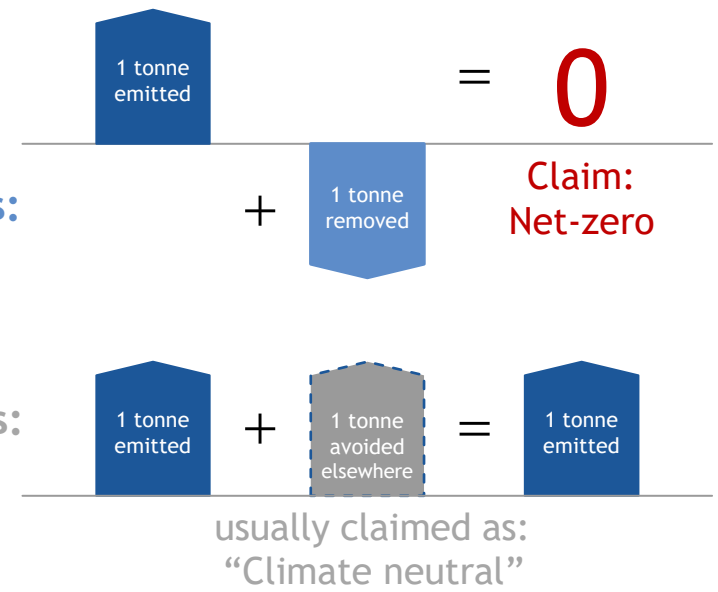 1 tonne
emitted
=
0
s:
+
1 tonne
removed
Claim:
Net-zero
s:
1 tonne
emitted
+
1 tonne
avoided
elsewhere
=
1 tonne
emitted
usually claimed as:
“Climate neutral”